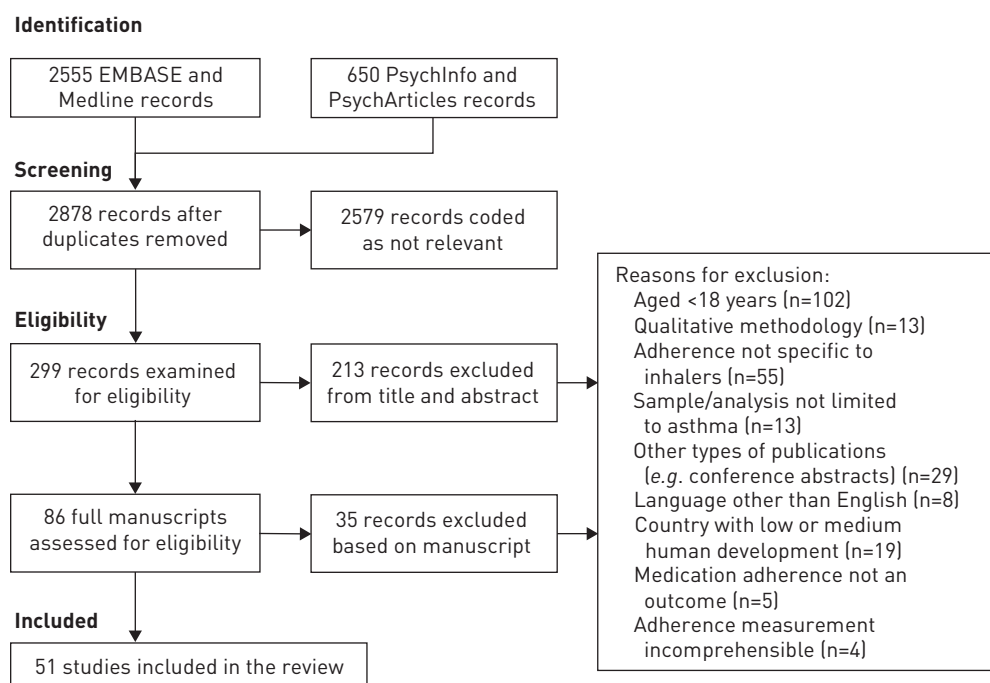 Identification
2555 EMBASE and
Medline records
650 PsychInfo and
PsychArticles records
Screening
2878 records after
duplicates removed
2579 records coded
as not relevant
Eligibility
299 records examined
for eligibility
213 records excluded
from title and abstract
86 full manuscripts
assessed for eligibility
35 records excluded
based on manuscript
Reasons for exclusion:
Aged <18 years (n=102)
Qualitative methodology (n=13)
Adherence not specific to
inhalers (n=55)
Sample/analysis not limited
to asthma (n=13)
Other types of publications
(e.g. conference abstracts) (n=29)
Language other than English (n=8)
Country with low or medium
human development (n=19)
Medication adherence not an
outcome (n=5)
Adherence measurement
incomprehensible (n=4)
Included
51 studies included in the review